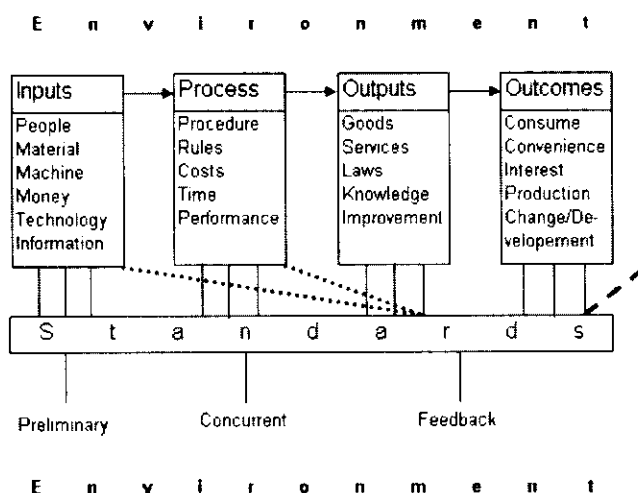 E n v i r o n m e n t
Inputs
People
Material
Machine
Money
Technology
Information
Process
Procedure
Rules
Costs
Time
Performance
Outputs
Goods
Services
Laws
Knowledge
Improvement
Outcomes
Consume
Convenience
Interest
Production
Change/De-
velopement
S t a n d a r d s
Preliminary
Concurrent
Feedback
E n v i r o n m e n t